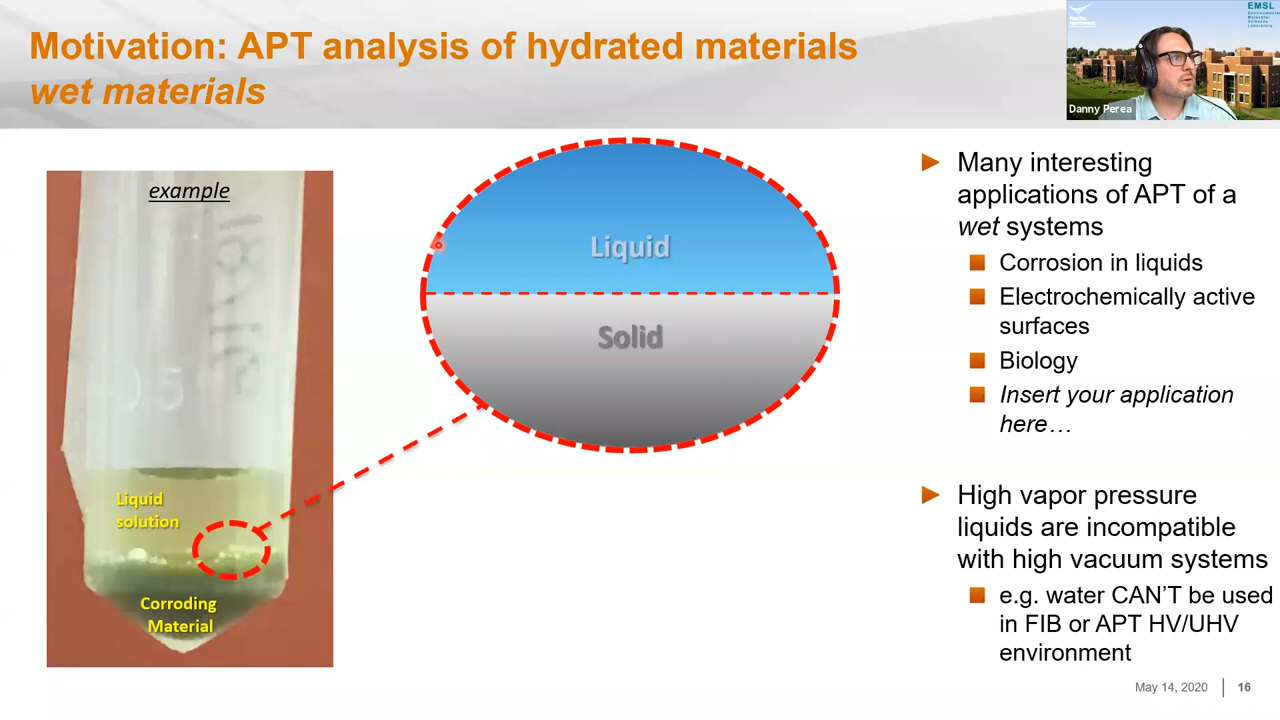 Motivation: APT analysis of hydrated materials
wet materials
EMSL
Danny Perea
example
Liquid
solution
Corroding
Material
Liquid
Solid
Many interesting
applications of APT of a
wet systems
Corrosion in liquids
Electrochemically active
surfaces
Biology
Insert your application
here…
High vapor pressure
liquids are incompatible
with high vacuum systems
e.g. water CAN’T be used
in FIB or APT HV/UHV
environment
May 14, 2020
16